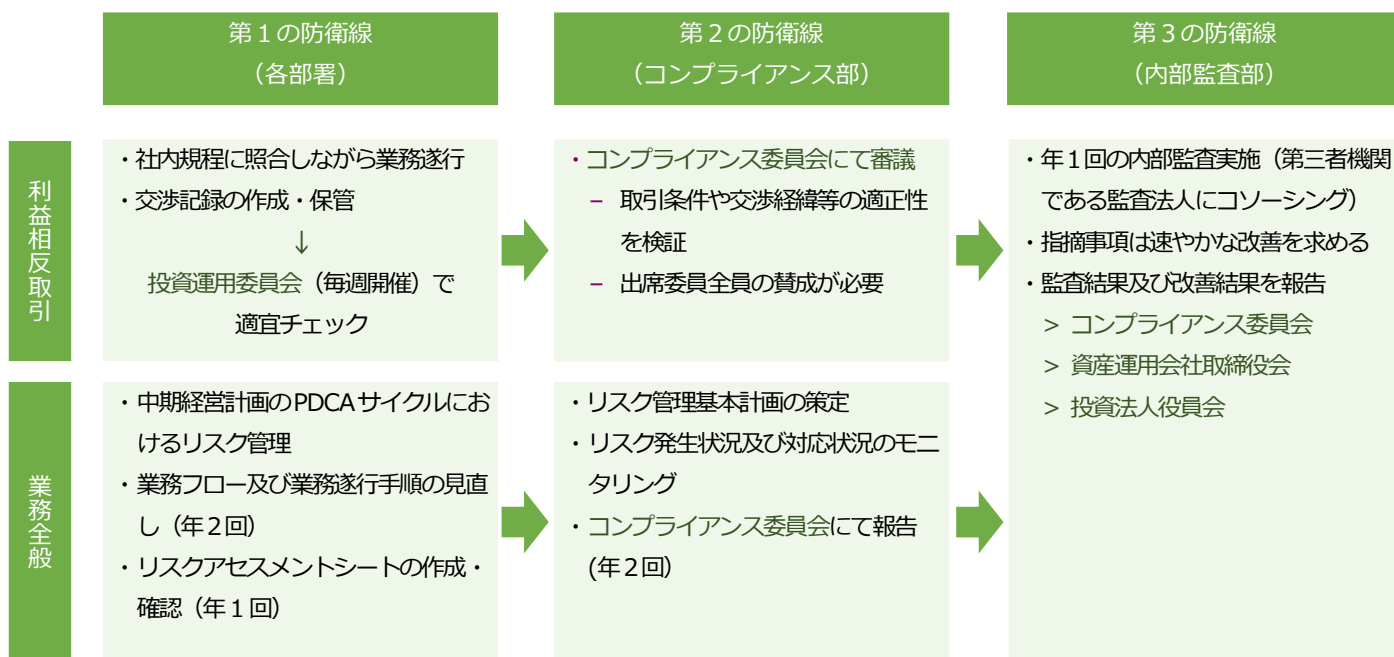 第1の防衛線
（各部署）
第2の防衛線
（コンプライアンス部）
第3の防衛線
（内部監査部）
利益相反取引
・社内規程に照合しながら業務遂行
・交渉記録の作成・保管
↓
投資運用委員会（毎週開催）で
適宜チェック
・コンプライアンス委員会にて審議
− 取引条件や交渉経緯等の適正性
を検証
− 出席委員全員の賛成が必要
・年１回の内部監査実施（第三者機関
である監査法人にコソーシング）
・指摘事項は速やかな改善を求める
・監査結果及び改善結果を報告
> コンプライアンス委員会
> 資産運用会社取締役会
> 投資法人役員会
業務全般
・中期経営計画のPDCAサイクルにお
けるリスク管理
・業務フロー及び業務遂行手順の見直
し（年２回）
・リスクアセスメントシートの作成・
確認（年１回）
・リスク管理基本計画の策定
・リスク発生状況及び対応状況のモニ
タリング
・コンプライアンス委員会にて報告
(年２回）